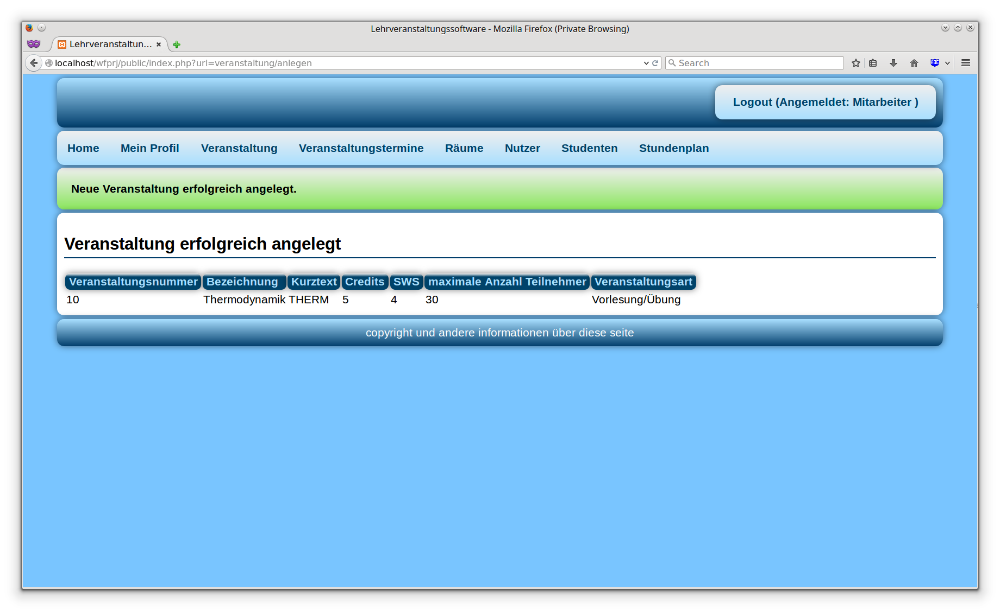 Lehrveranstaltungssoftware - Mozilla Firefox (Private Browsing)
Lehrveranstaltun...
localhost/wfprj/public/index.php?url=veranstaltung/anlegen
Search
ABE
Logout (Angemeldet: Mitarbeiter )
Home Mein Profil Veranstaltung Veranstaltungstermine Räume Nutzer Studenten Stundenplan
Neue Veranstaltung erfolgreich angelegt.
Veranstaltung erfolgreich angelegt
Veranstaltungsnummer Bezeichnung Kurztext Credits SWS maximale Anzahl Teilnehmer Veranstaltungsart
10 Thermodynamik THERM 5 4 30 Vorlesung/Übung
copyright und andere informationen über diese seite